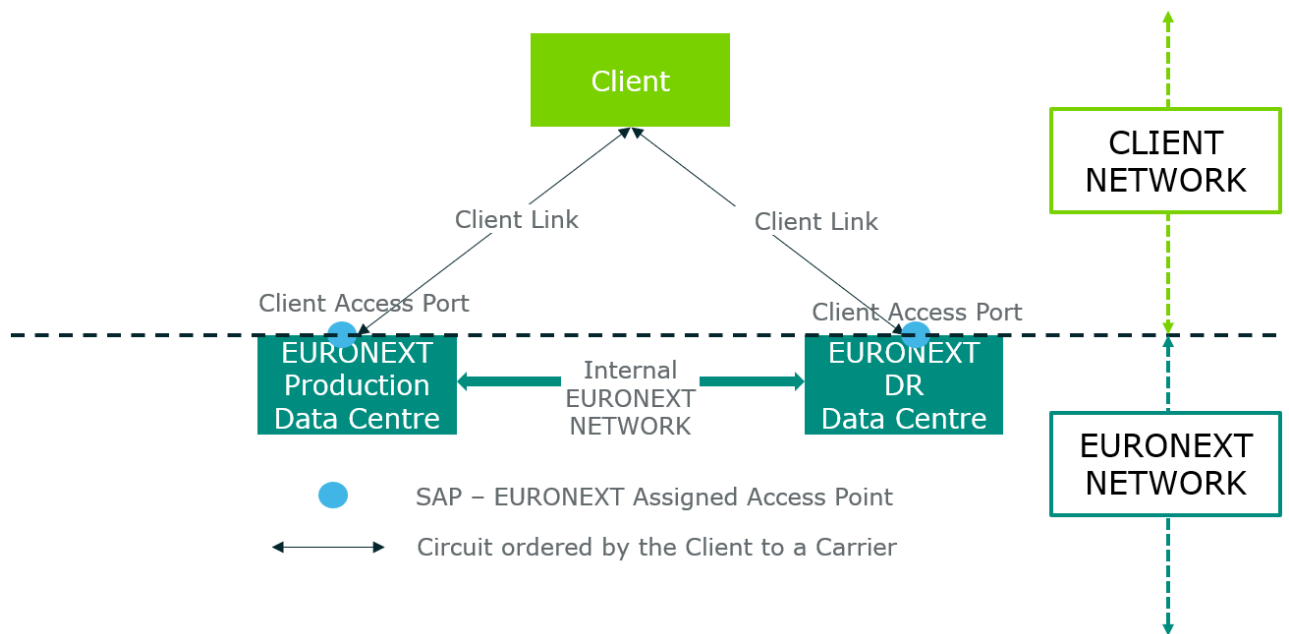 Client
CLIENT
NETWORK
Client Link
Client Link
Client Access Port
Client Access Port
EURONEXT
Production
Data Centre
Internal
EURONEXT
NETWORK
EURONEXT
DR
Data Centre
EURONEXT
NETWORK
SAP – EURONEXT Assigned Access Point
Circuit ordered by the Client to a Carrier